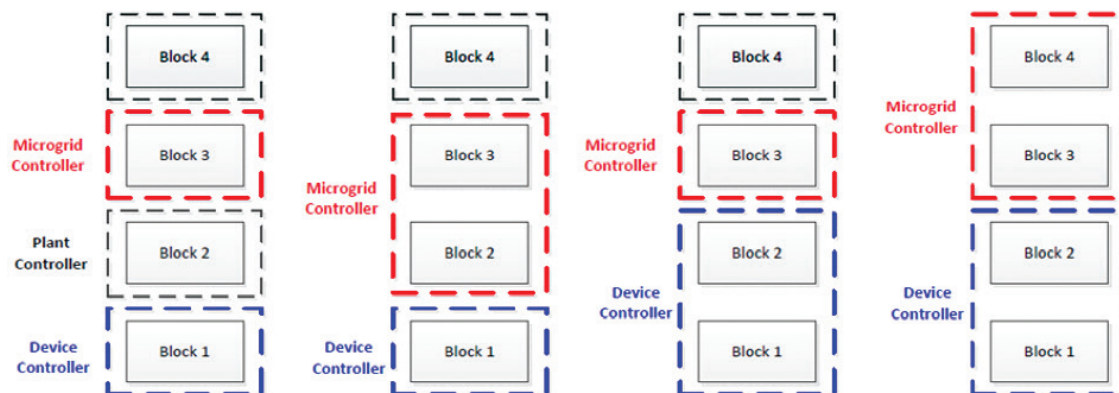 Block 4
Microgrid
Controller
Block 3
Plant
Controller
Block 2
Device
Controller
Block 1
Block 4
Microgrid
Controller
Block 3
Block 2
Device
Controller
Block 1
Block 4
Microgrid
Controller
Block 3
Device
Controller
Block 2
Block 1
Block 4
Microgrid
Controller
Block 3
Device
Controller
Block 2
Block 1